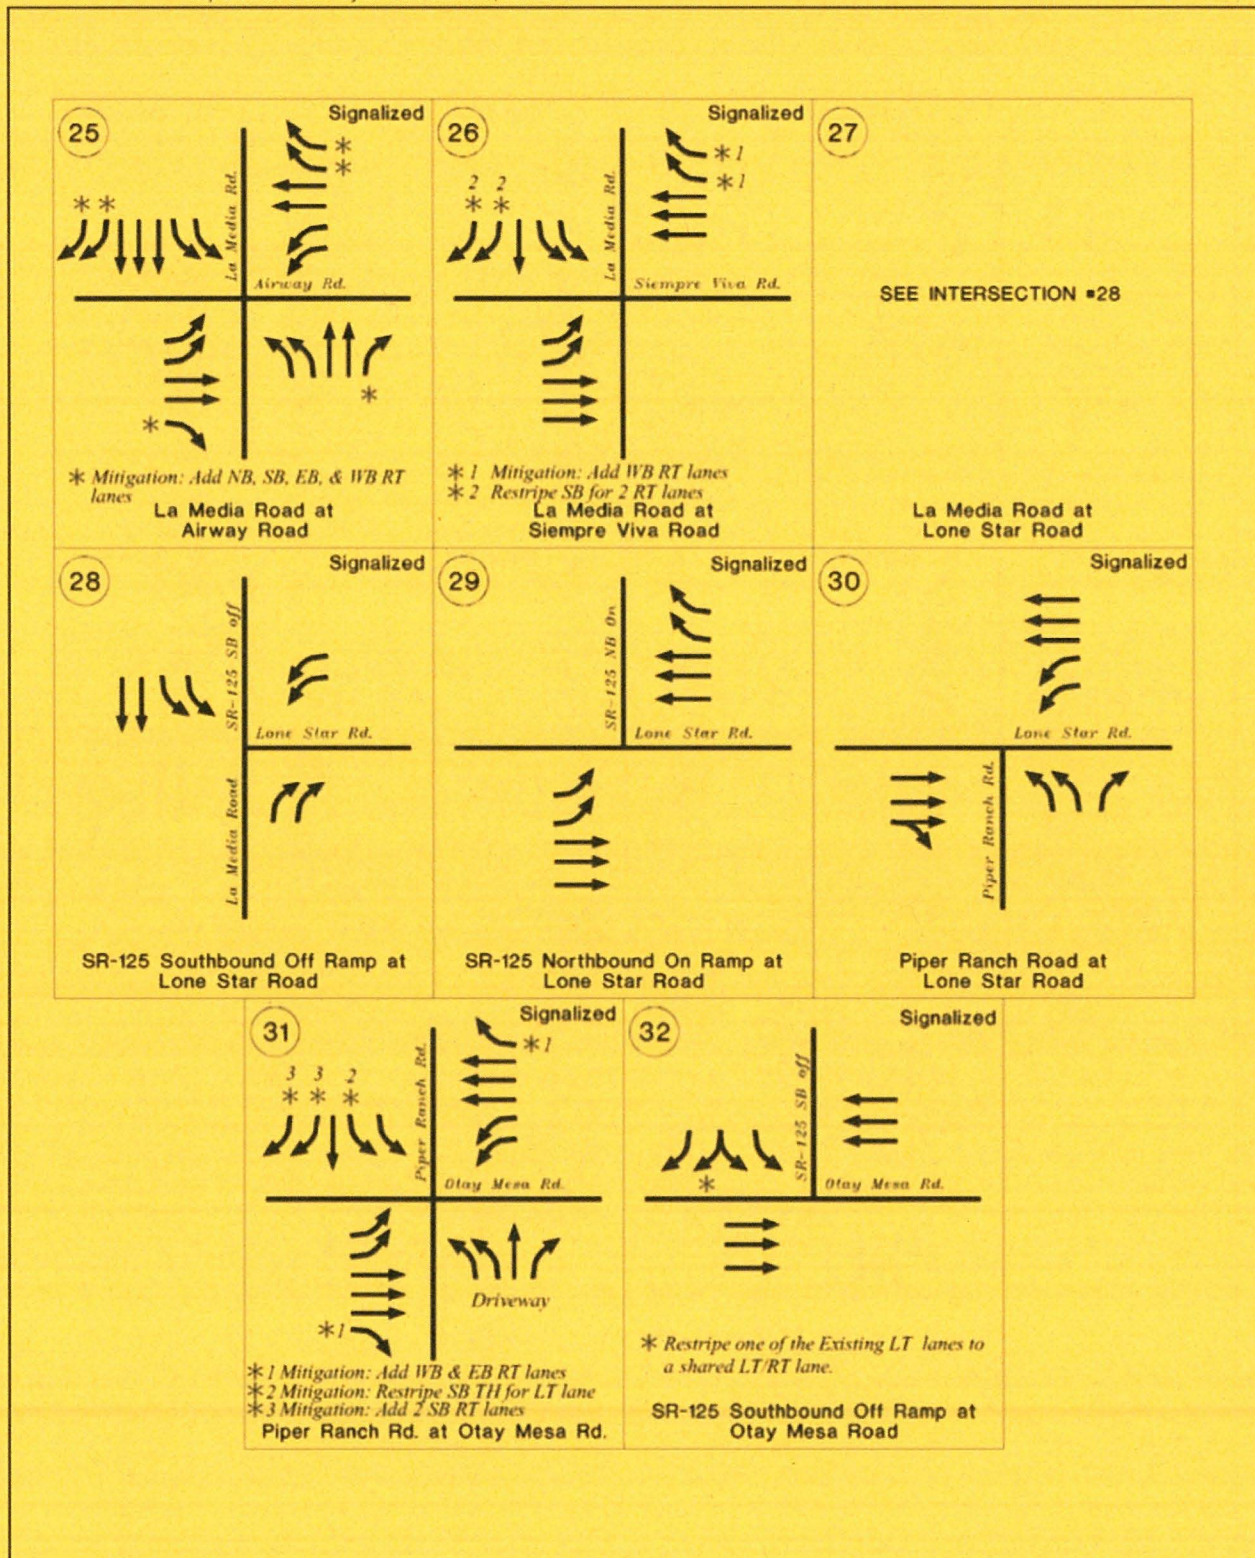 25
Signalized
*
*
* *
La Media Rd.
Airway Rd.
*
*
* Mitigation: Add NB, SB, EB, & WB RT
lanes
La Media Road at
Airway Road
26
Signalized
* 1
* 1
2 2
* *
La Media Rd.
Siempre Viva Rd.
* 1 Mitigation: Add WB RT lanes
* 2 Restripe SB for 2 RT lanes
La Media Road at
Siempre Viva Road
27
SEE INTERSECTION #28
La Media Road at
Lone Star Road
28
Signalized
SR-125 SB off
Lone Star Rd.
La Media Road
SR-125 Southbound Off Ramp at
Lone Star Road
29
Signalized
SR-125 NB On
Lone Star Rd.
SR-125 Northbound On Ramp at
Lone Star Road
30
Signalized
Lone Star Rd.
Piper Ranch Rd.
Piper Ranch Road at
Lone Star Road
31
Signalized
* 1
3 3 2
* * *
Piper Ranch Rd.
Otay Mesa Rd.
Driveway
* 1
* 1 Mitigation: Add WB & EB RT lanes
* 2 Mitigation: Restripe SB TH for LT lane
* 3 Mitigation: Add 2 SB RT lanes
Piper Ranch Rd. at Otay Mesa Rd.
32
Signalized
SR-125 SB off
Otay Mesa Rd.
*
* Restripe one of the Existing LT lanes to
a shared LT/RT lane.
SR-125 Southbound Off Ramp at
Otay Mesa Road